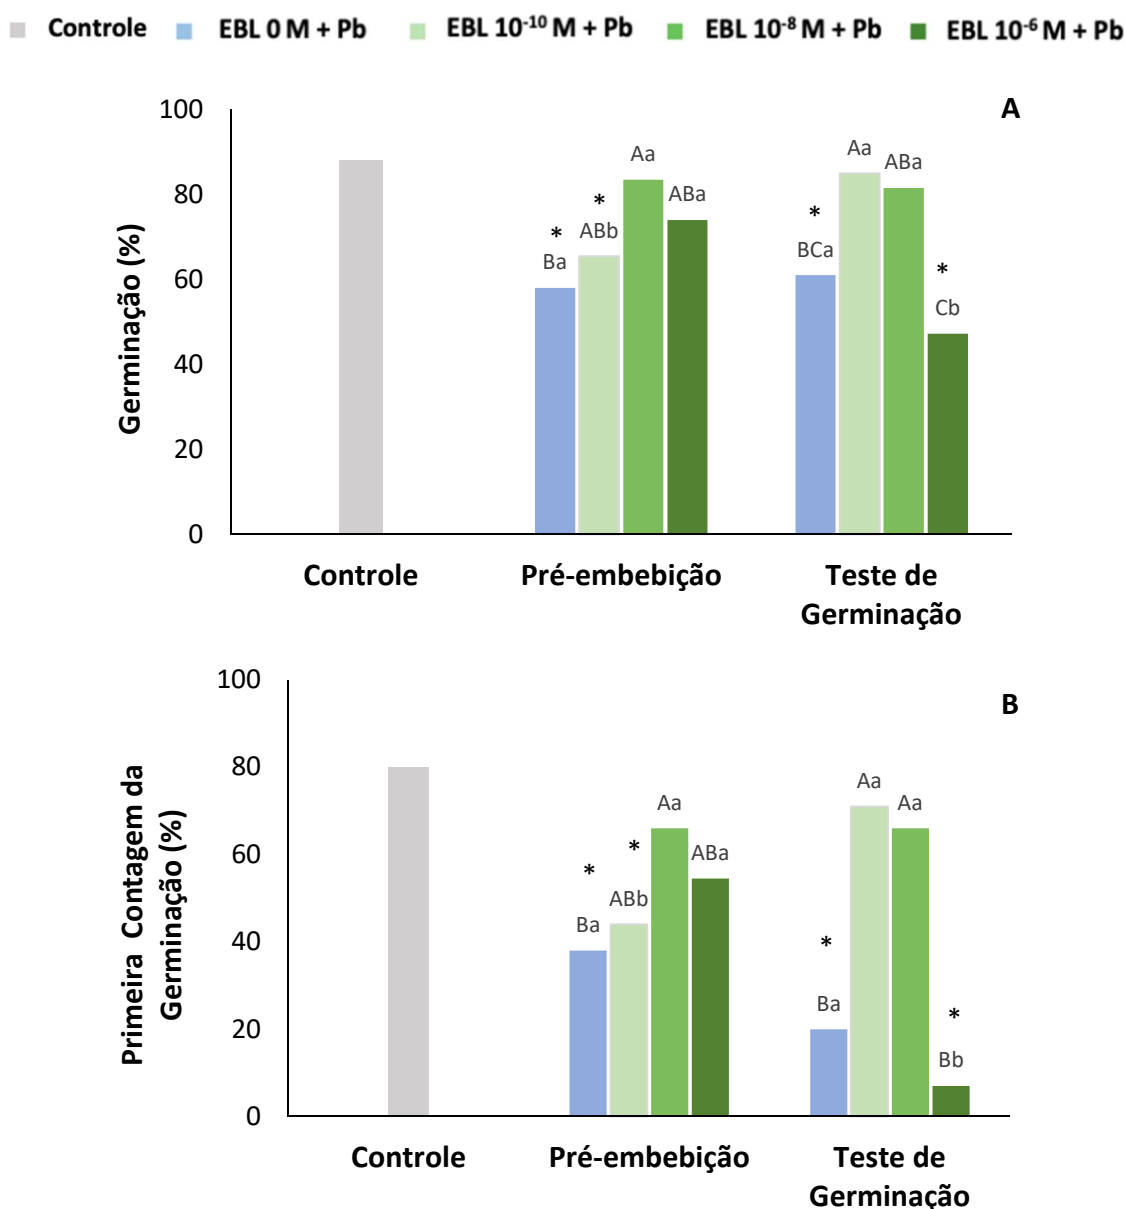 Controle EBL 0 M + Pb EBL 10⁻¹⁰ M + Pb EBL 10⁻⁸ M + Pb EBL 10⁻⁶ M + Pb
A
Germinação (%)
100
80
60
40
20
0
*
Ba
*
ABb
Aa
ABa
*
BCa
Aa
ABa
*
Cb
Controle
Pré-embebição
Teste de
Germinação
B
Primeira Contagem da
Germinação (%)
100
80
60
40
20
0
*
Ba
*
ABb
Aa
ABa
*
Ba
Aa
Aa
*
Bb
Controle
Pré-embebição
Teste de
Germinação